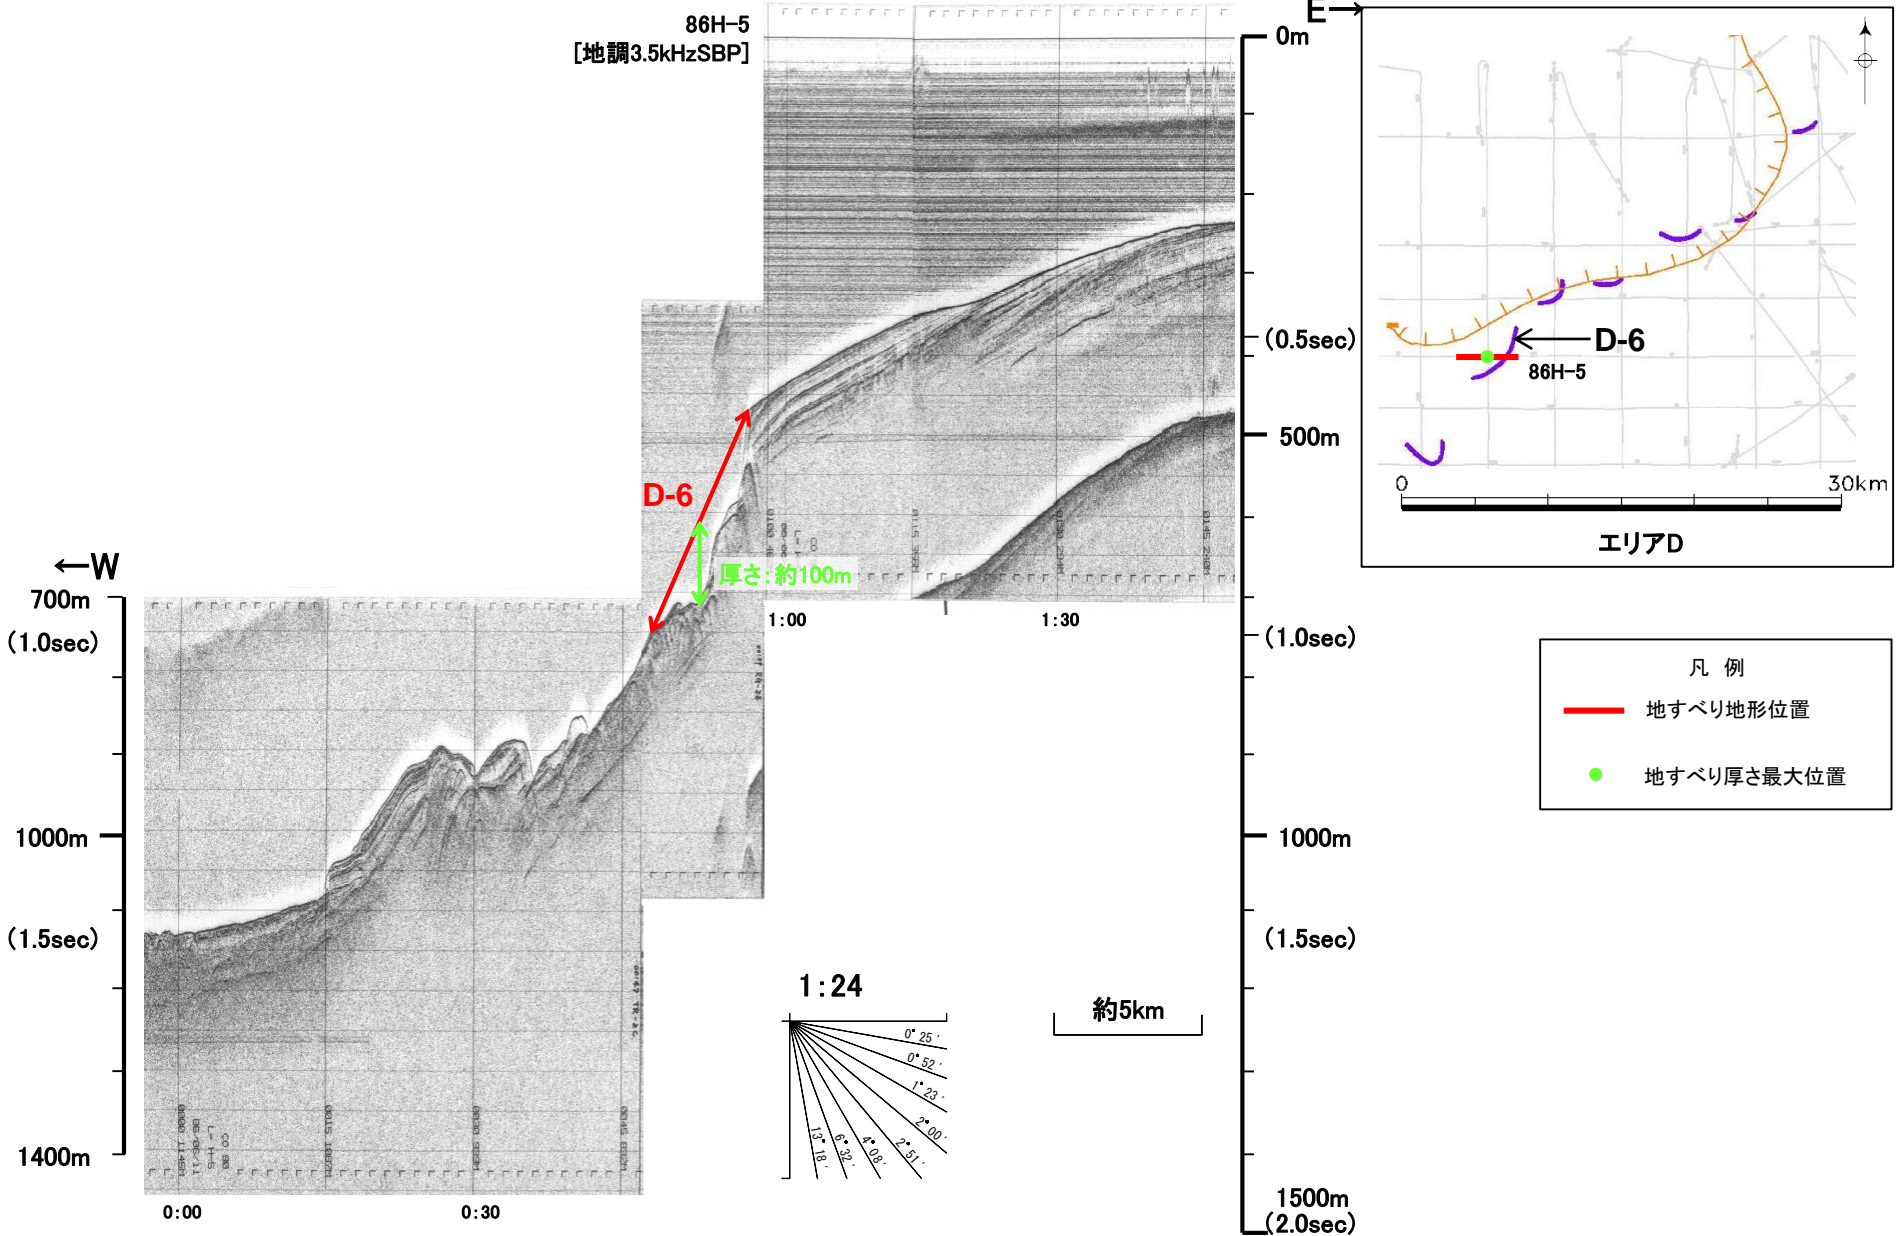 86H-5
[地調3.5kHzSBP]
E→
0m
(0.5sec)
500m
(1.0sec)
1000m
(1.5sec)
1500m
(2.0sec)
←W
700m
(1.0sec)
1000m
(1.5sec)
1400m
D-6
厚さ:約100m
1:00
1:30
0:00
0:30
1:24
0°25′
0°52′
1°23′
2°00′
2°51′
4°08′
6°32′
13°18′
約5km
D-6
86H-5
0
30km
エリアD
凡 例
地すべり地形位置
地すべり厚さ最大位置